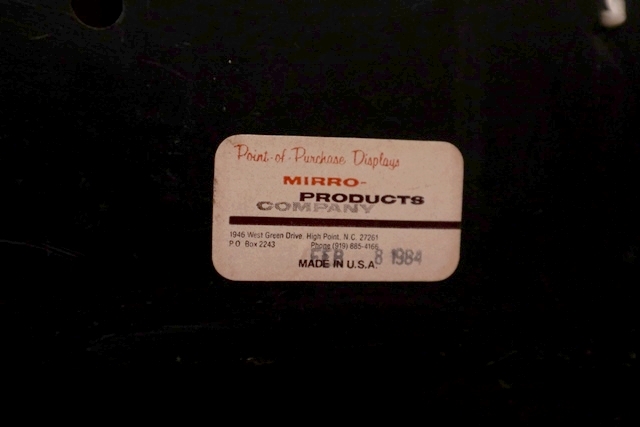 Point-of-Purchase Displays
MIRRO-
PRODUCTS
COMPANY
1946 West Green Drive, High Point, N.C. 27261
P.O. Box 2243 Phone (919) 885-4166
FEB 8 1984
MADE IN U.S.A.